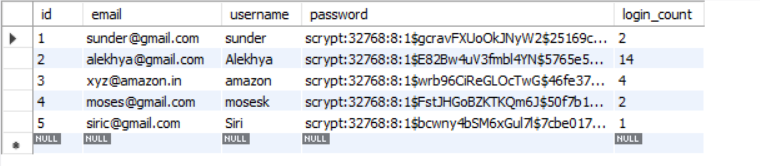 id email username password login_count
1 sunder@gmail.com sunder scrypt:32768:8:1$gcravFXUoOkJNyW2$25169c... 2
2 alekhya@gmail.com Alekhya scrypt:32768:8:1$E82Bw4uV3fmbl4YN$5765e5... 14
3 xyz@amazon.in amazon scrypt:32768:8:1$wrb96CiReGLOcTwG$46fe37... 4
4 moses@gmail.com mosesk scrypt:32768:8:1$FstJHGoBZKTKQm6J$50f7b1... 2
5 siric@gmail.com Siri scrypt:32768:8:1$bcwny4bSM6xGul7l$7cbe017... 1
NULL NULL NULL NULL NULL